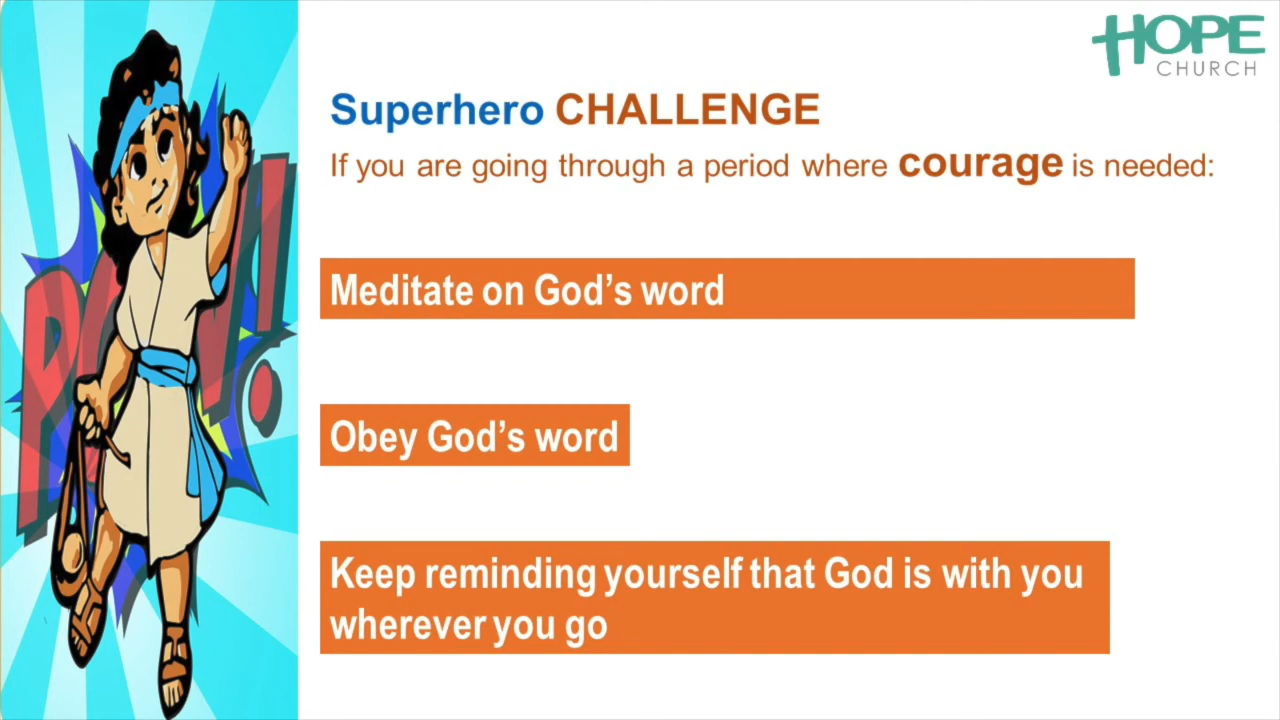 HOPE
CHURCH
Superhero CHALLENGE
If you are going through a period where courage is needed:
Meditate on God’s word
Obey God’s word
Keep reminding yourself that God is with you
wherever you go